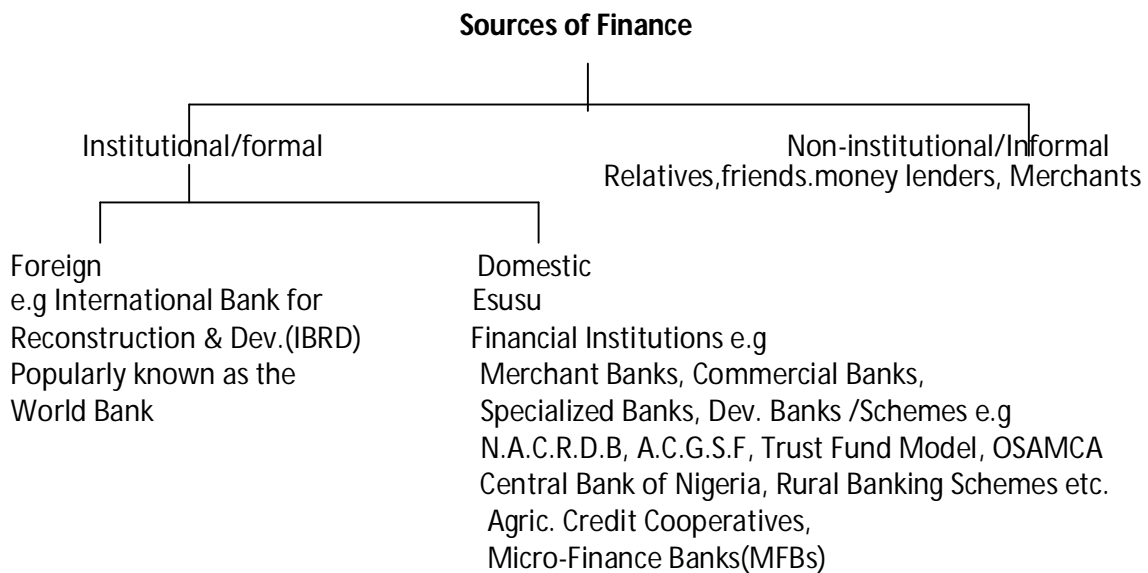 Sources of Finance
Institutional/formal
Non-institutional/Informal
Relatives,friends.money lenders, Merchants
Foreign
e.g International Bank for
Reconstruction & Dev.(IBRD)
Popularly known as the
World Bank
Domestic
Esusu
Financial Institutions e.g
Merchant Banks, Commercial Banks,
Specialized Banks, Dev. Banks /Schemes e.g
N.A.C.R.D.B, A.C.G.S.F, Trust Fund Model, OSAMCA
Central Bank of Nigeria, Rural Banking Schemes etc.
Agric. Credit Cooperatives,
Micro-Finance Banks(MFBs)